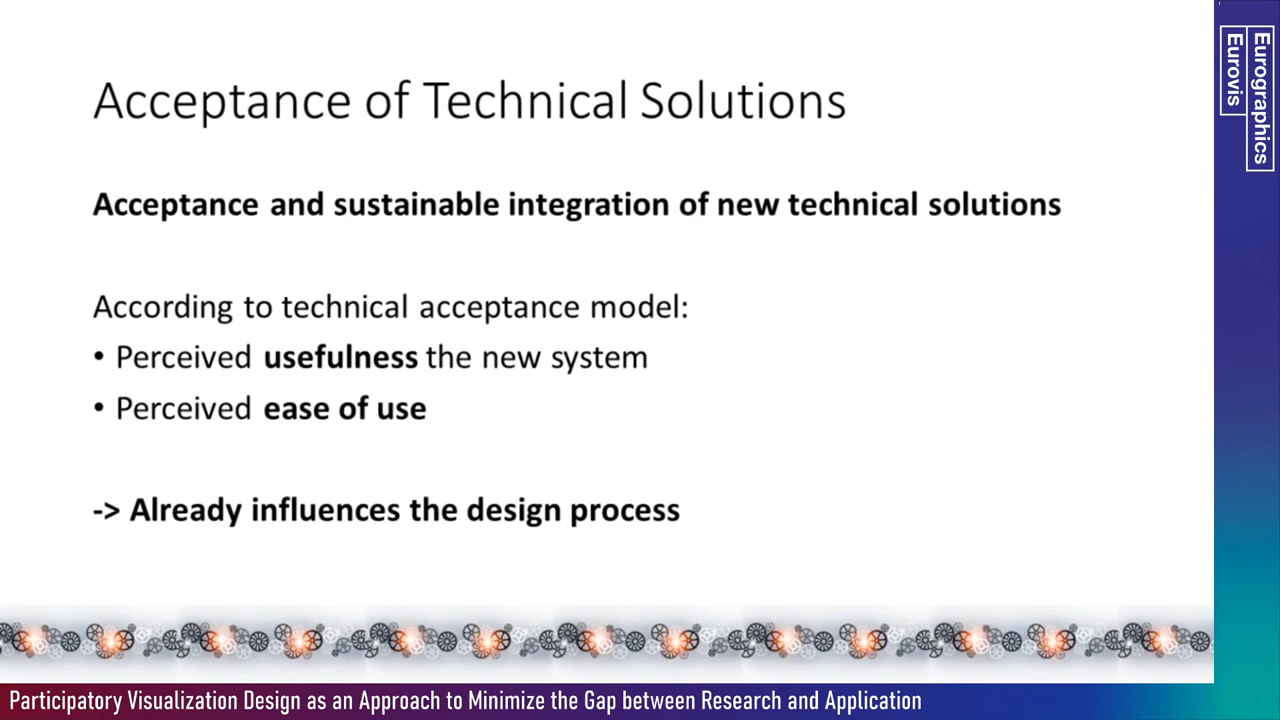 Acceptance of Technical Solutions
Acceptance and sustainable integration of new technical solutions
According to technical acceptance model:
• Perceived usefulness the new system
• Perceived ease of use
-> Already influences the design process
Eurographics
Eurovis
Participatory Visualization Design as an Approach to Minimize the Gap between Research and Application